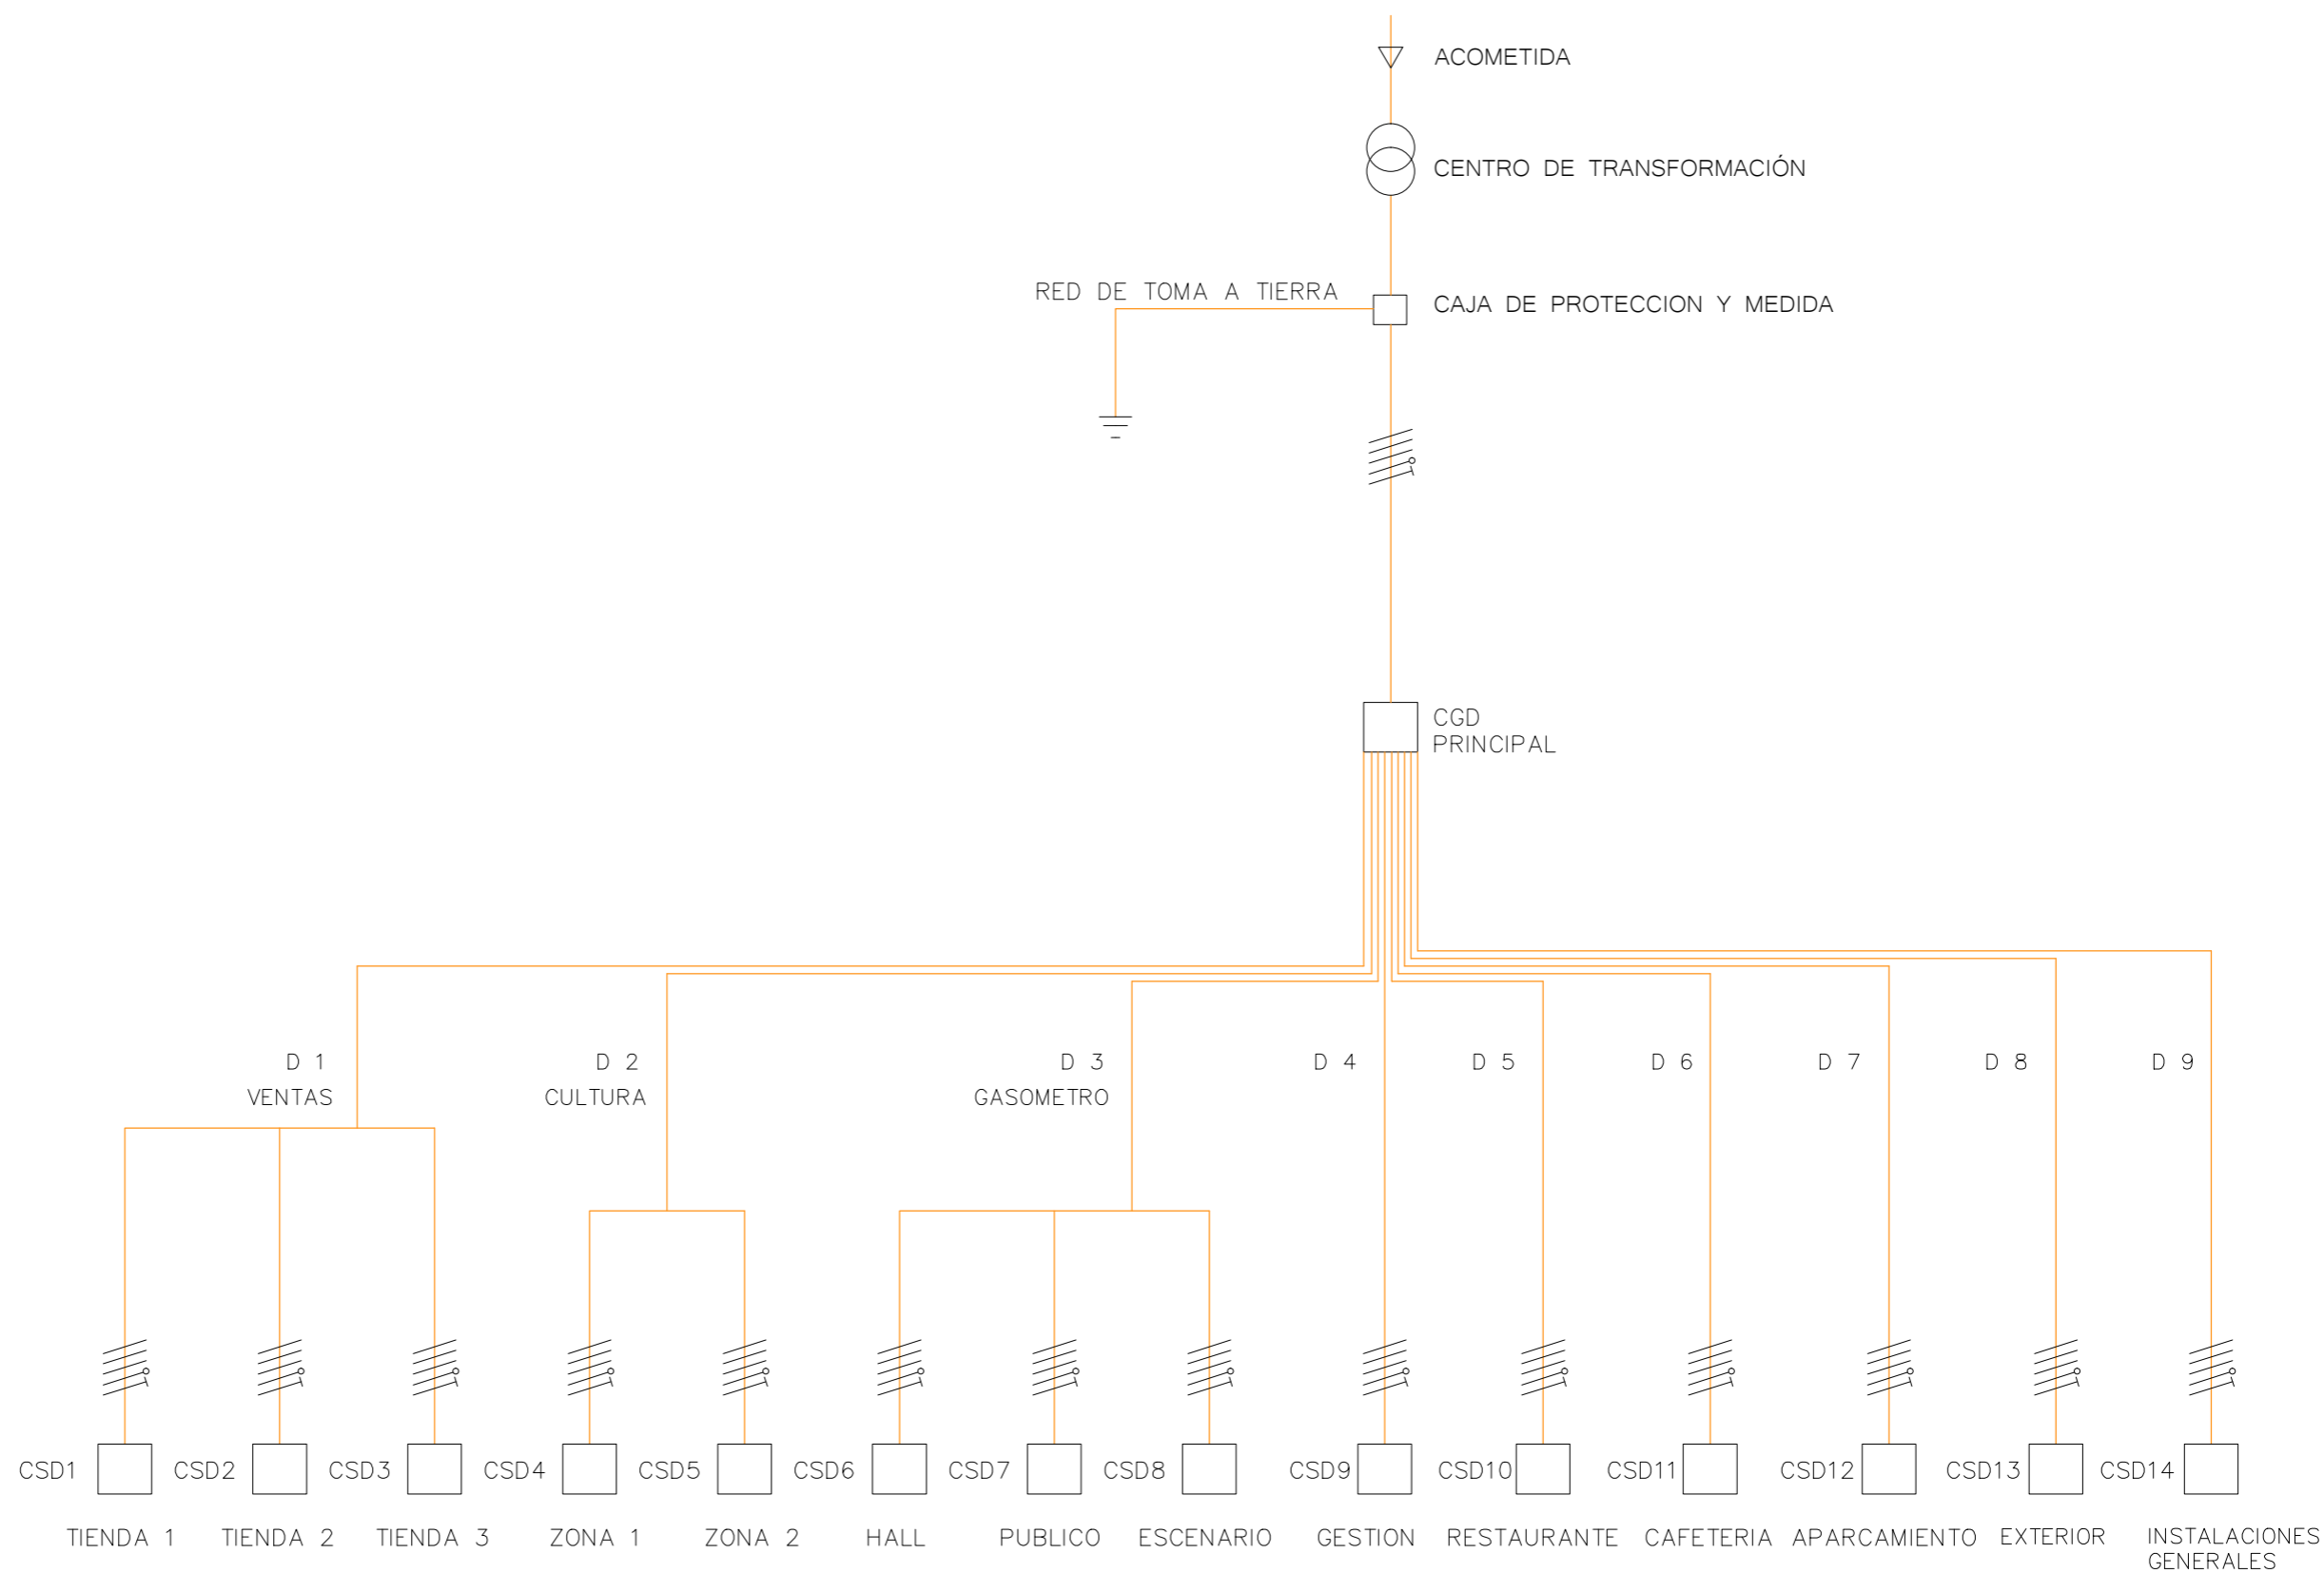 ACOMETIDA
CENTRO DE TRANSFORMACIÓN
RED DE TOMA A TIERRA
CAJA DE PROTECCION Y MEDIDA
CGD
PRINCIPAL
D 1
VENTAS
D 2
CULTURA
D 3
GASOMETRO
D 4
D 5
D 6
D 7
D 8
D 9
CSD1
CSD2
CSD3
CSD4
CSD5
CSD6
CSD7
CSD8
CSD9
CSD10
CSD11
CSD12
CSD13
CSD14
TIENDA 1
TIENDA 2
TIENDA 3
ZONA 1
ZONA 2
HALL
PUBLICO
ESCENARIO
GESTION
RESTAURANTE
CAFETERIA
APARCAMIENTO
EXTERIOR
INSTALACIONES
GENERALES